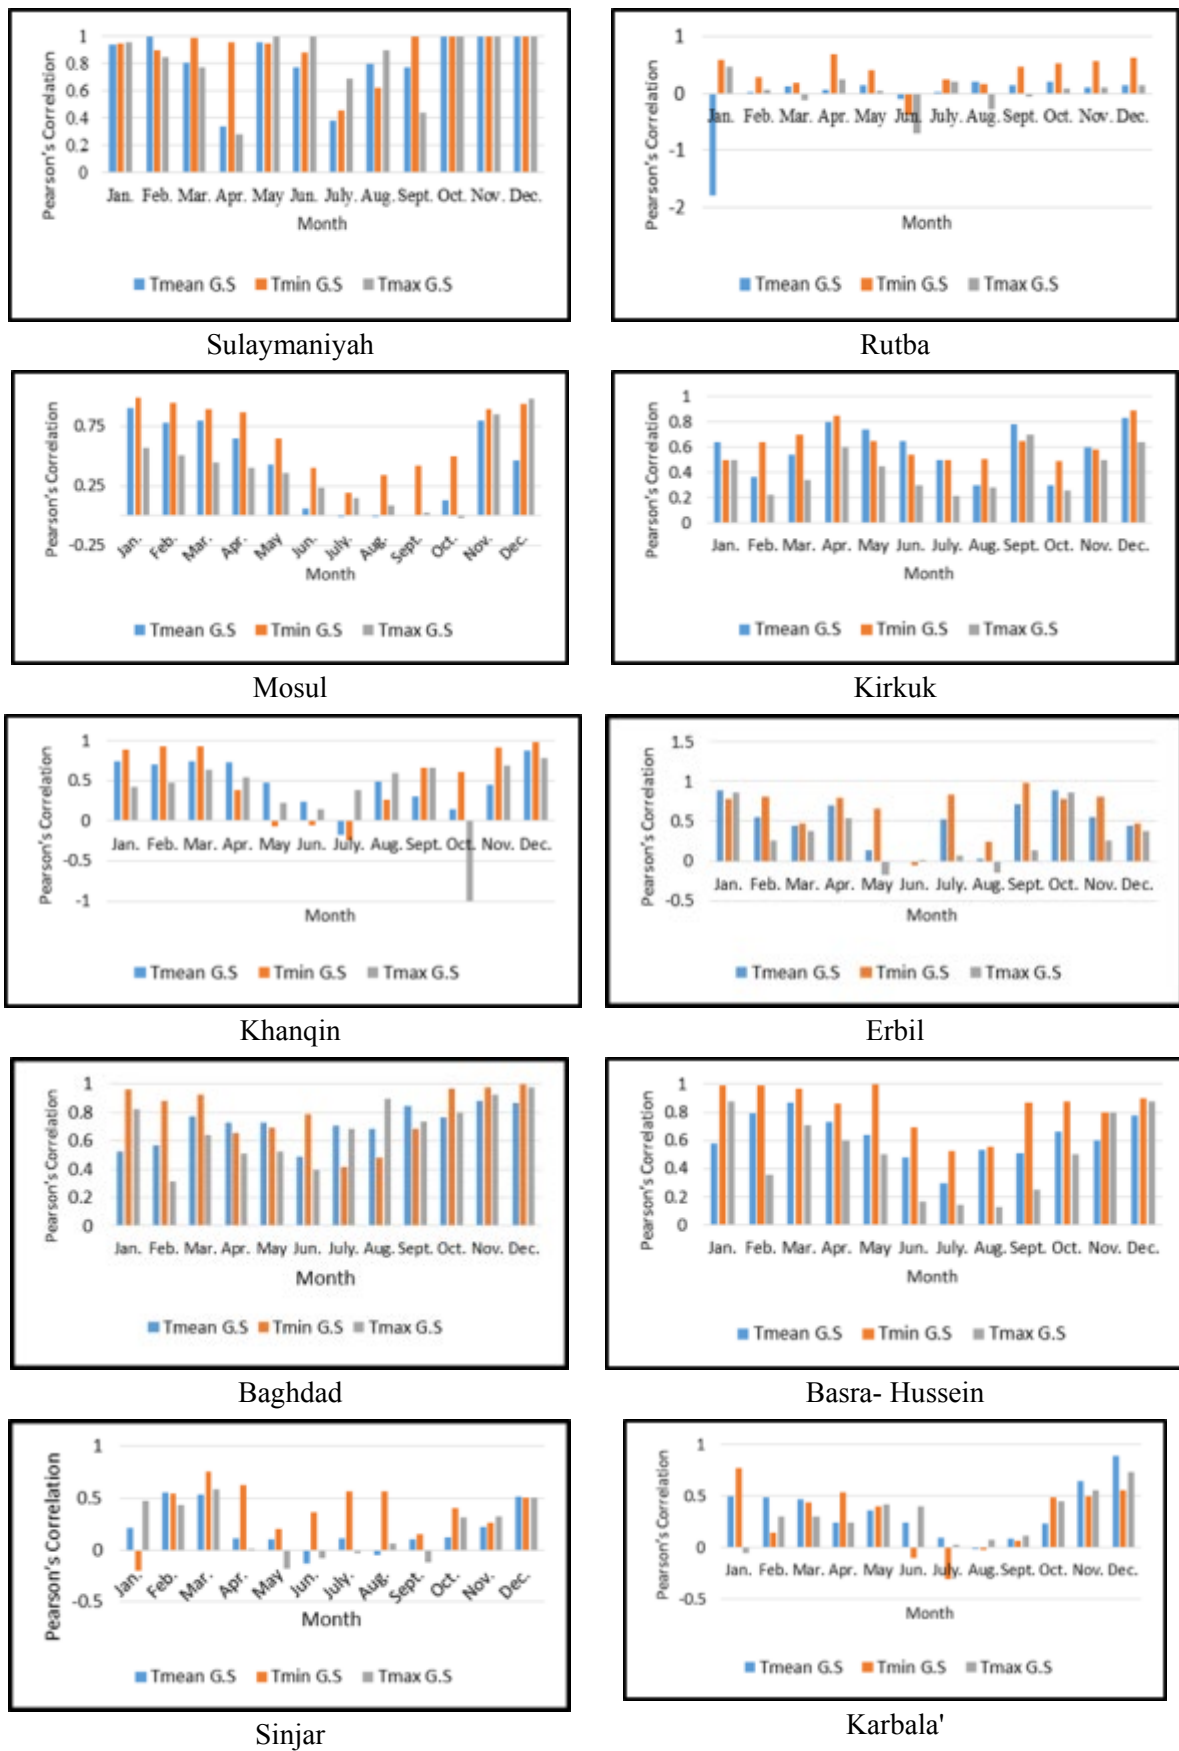 Pearson's Correlation
1
0.8
0.6
0.4
0.2
0
Jan. Feb. Mar. Apr. May Jun. July. Aug. Sept. Oct. Nov. Dec.
Month
Tmean G.S Tmin G.S Tmax G.S
Sulaymaniyah
Pearson's Correlation
1
0
-1
-2
Jan. Feb. Mar. Apr. May Jun. July. Aug. Sept. Oct. Nov. Dec.
Month
Tmean G.S Tmin G.S Tmax G.S
Rutba
Pearson's Correlation
0.75
0.25
-0.25
Jan. Feb. Mar. Apr. May Jun. July. Aug. Sept. Oct. Nov. Dec.
Month
Tmean G.S Tmin G.S Tmax G.S
Mosul
Pearson's Correlation
1
0.8
0.6
0.4
0.2
0
Jan. Feb. Mar. Apr. May Jun. July. Aug. Sept. Oct. Nov. Dec.
Month
Tmean G.S Tmin G.S Tmax G.S
Kirkuk
Pearson's Correlation
1
0.5
0
-0.5
-1
Jan. Feb. Mar. Apr. May Jun. July. Aug. Sept. Oct. Nov. Dec.
Month
Tmean G.S Tmin G.S Tmax G.S
Khanqin
Pearson's Correlation
1.5
1
0.5
0
-0.5
Jan. Feb. Mar. Apr. May Jun. July. Aug. Sept. Oct. Nov. Dec.
Month
Tmean G.S Tmin G.S Tmax G.S
Erbil
Pearson's Correlation
1
0.8
0.6
0.4
0.2
0
Jan. Feb. Mar. Apr. May Jun. July. Aug. Sept. Oct. Nov. Dec.
Month
Tmean G.S Tmin G.S Tmax G.S
Baghdad
Pearson's Correlation
1
0.8
0.6
0.4
0.2
0
Jan. Feb. Mar. Apr. May Jun. July. Aug. Sept. Oct. Nov. Dec.
Month
Tmean G.S Tmin G.S Tmax G.S
Basra- Hussein
Pearson's Correlation
1
0.5
0
-0.5
Jan. Feb. Mar. Apr. May Jun. July. Aug. Sept. Oct. Nov. Dec.
Month
Tmean G.S Tmin G.S Tmax G.S
Sinjar
Pearson's Correlation
1
0.5
0
-0.5
Jan. Feb. Mar. Apr. May Jun. July. Aug. Sept. Oct. Nov. Dec.
Month
Tmean G.S Tmin G.S Tmax G.S
Karbala'